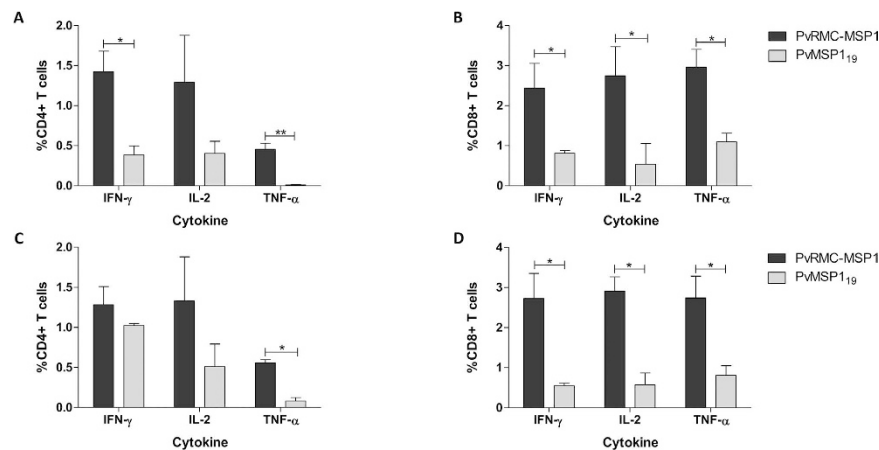 A
%CD4+ T cells
2.0
1.5
1.0
0.5
0.0
*
**
IFN-γ IL-2 TNF-α
Cytokine
B
%CD8+ T cells
4
3
2
1
0
*
*
*
IFN-γ IL-2 TNF-α
Cytokine
PvRMC-MSP1
PvMSP1₁₉
C
%CD4+ T cells
2.0
1.5
1.0
0.5
0.0
*
IFN-γ IL-2 TNF-α
Cytokine
D
%CD8+ T cells
4
3
2
1
0
* * *
IFN-γ IL-2 TNF-α
Cytokine
PvRMC-MSP1
PvMSP1₁₉